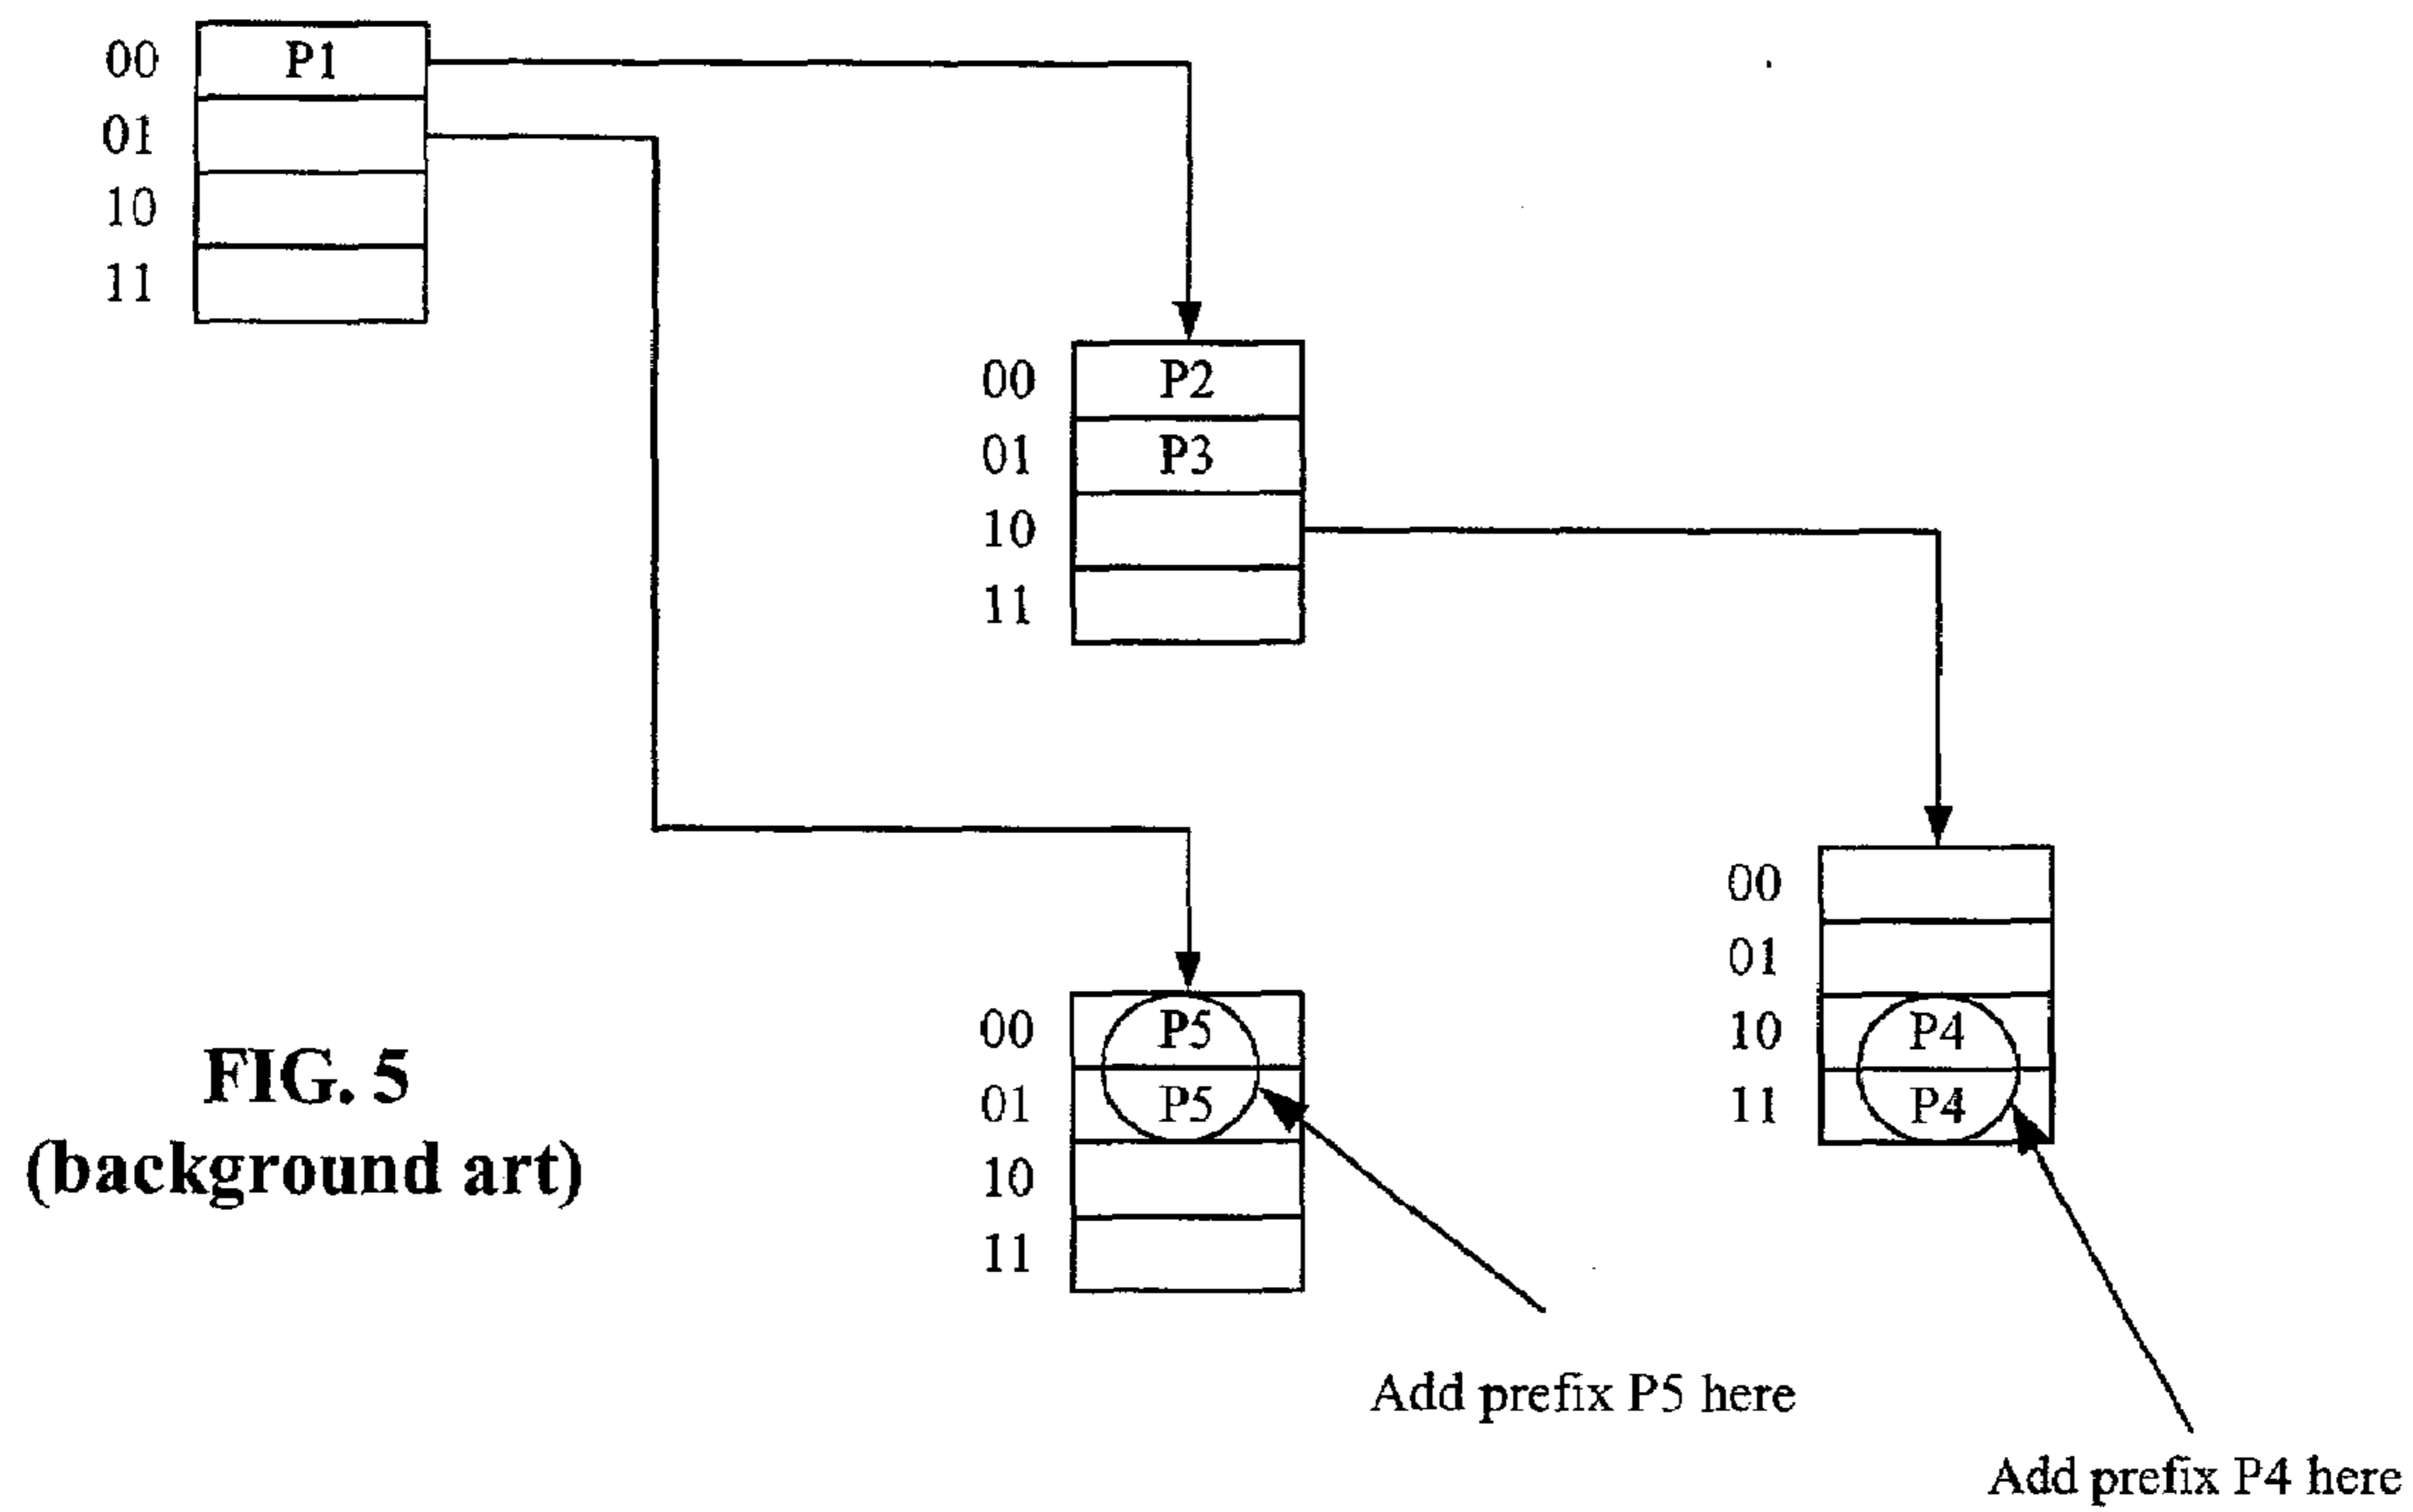 00 P1
01
10
11
00 P2
01 P3
10
11
00
01
10 P4
11 P4
00 P5
01 P5
10
11
FIG. 5
(background art)
Add prefix P5 here
Add prefix P4 here